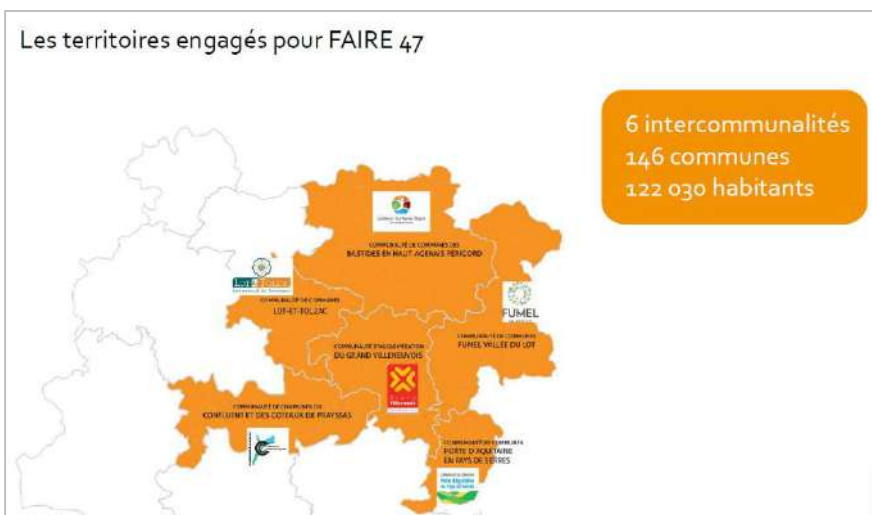 Les territoires engagés pour FAIRE 47
6 intercommunalités
146 communes
122 030 habitants
COMMUNAUTÉ DE COMMUNES DES
BASTIDES EN HAUT AGENAIS PÉRIGORD
COMMUNAUTÉ DE COMMUNES
LOT-ET-TOLZAC
FUMEL
COMMUNAUTÉ DE COMMUNES
FUMEL VALLÉE DU LOT
COMMUNAUTÉ D'AGGLOMÉRATION
DU GRAND VILLENEUVOIS
COMMUNAUTÉ DE COMMUNES DU
CONFLUENT ET DES COTEAUX DE PRAYSSAS
PORTE D'AQUITAINE
EN PAYS DE SERRES